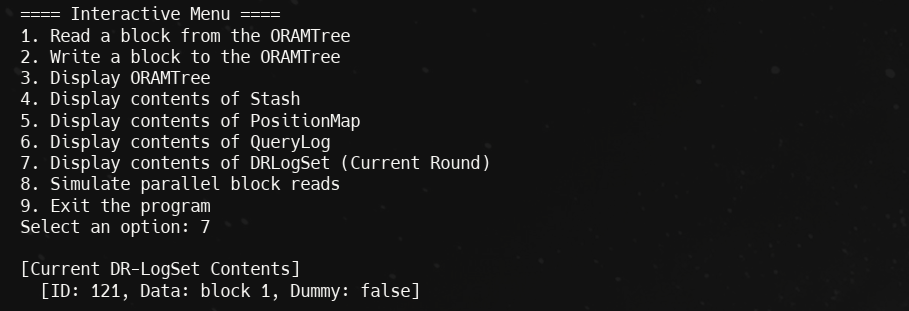 ==== Interactive Menu ====
1. Read a block from the ORAMTree
2. Write a block to the ORAMTree
3. Display ORAMTree
4. Display contents of Stash
5. Display contents of PositionMap
6. Display contents of QueryLog
7. Display contents of DRLogSet (Current Round)
8. Simulate parallel block reads
9. Exit the program
Select an option: 7

[Current DR-LogSet Contents]
  [ID: 121, Data: block 1, Dummy: false]